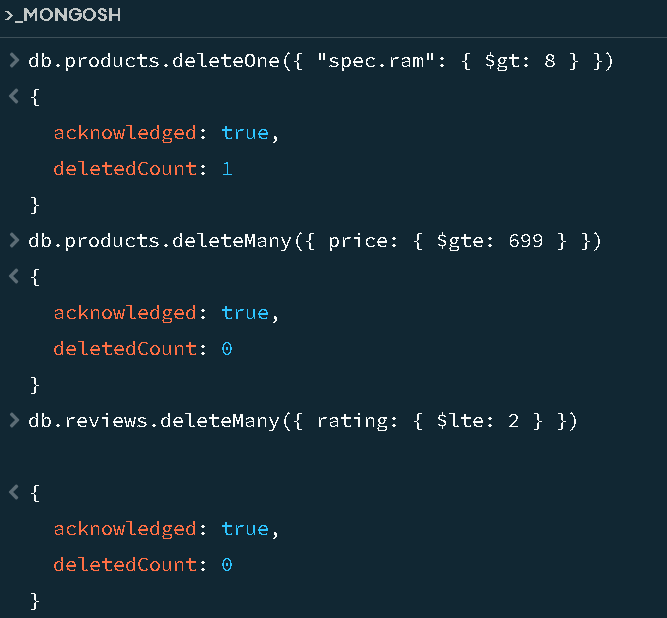 >_MONGOSH
> db.products.deleteOne({ "spec.ram": { $gt: 8 } })
< {
acknowledged: true,
deletedCount: 1
}
> db.products.deleteMany({ price: { $gte: 699 } })
< {
acknowledged: true,
deletedCount: 0
}
> db.reviews.deleteMany({ rating: { $lte: 2 } })
< {
acknowledged: true,
deletedCount: 0
}